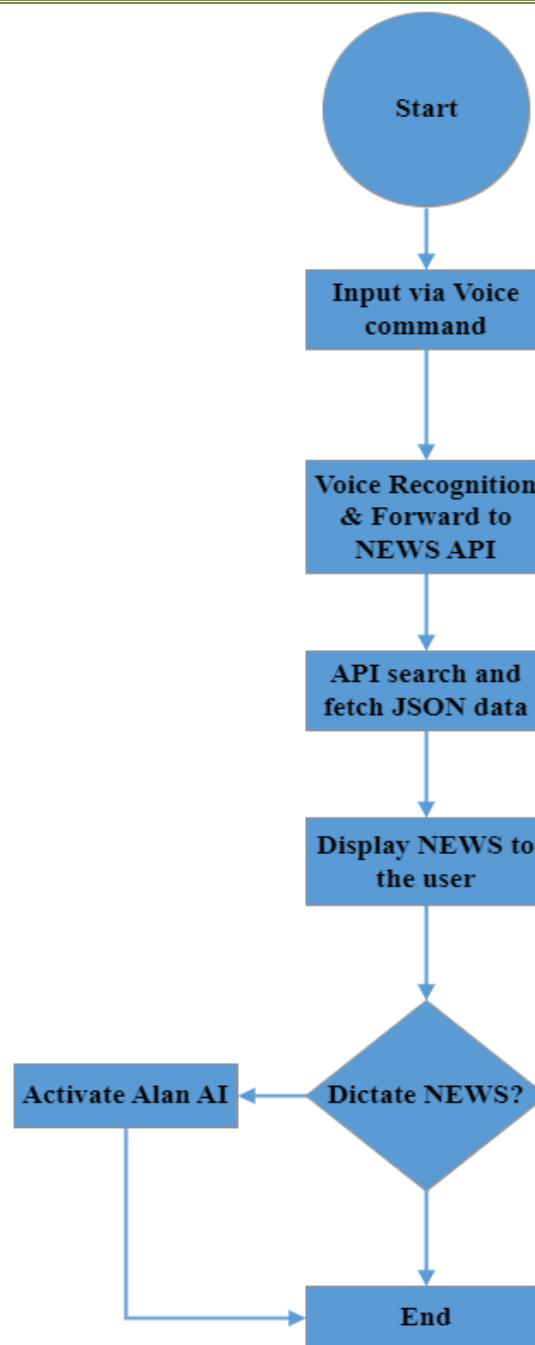 Start
Input via Voice
command
Voice Recognition
& Forward to
NEWS API
API search and
fetch JSON data
Display NEWS to
the user
Activate Alan AI
Dictate NEWS?
End